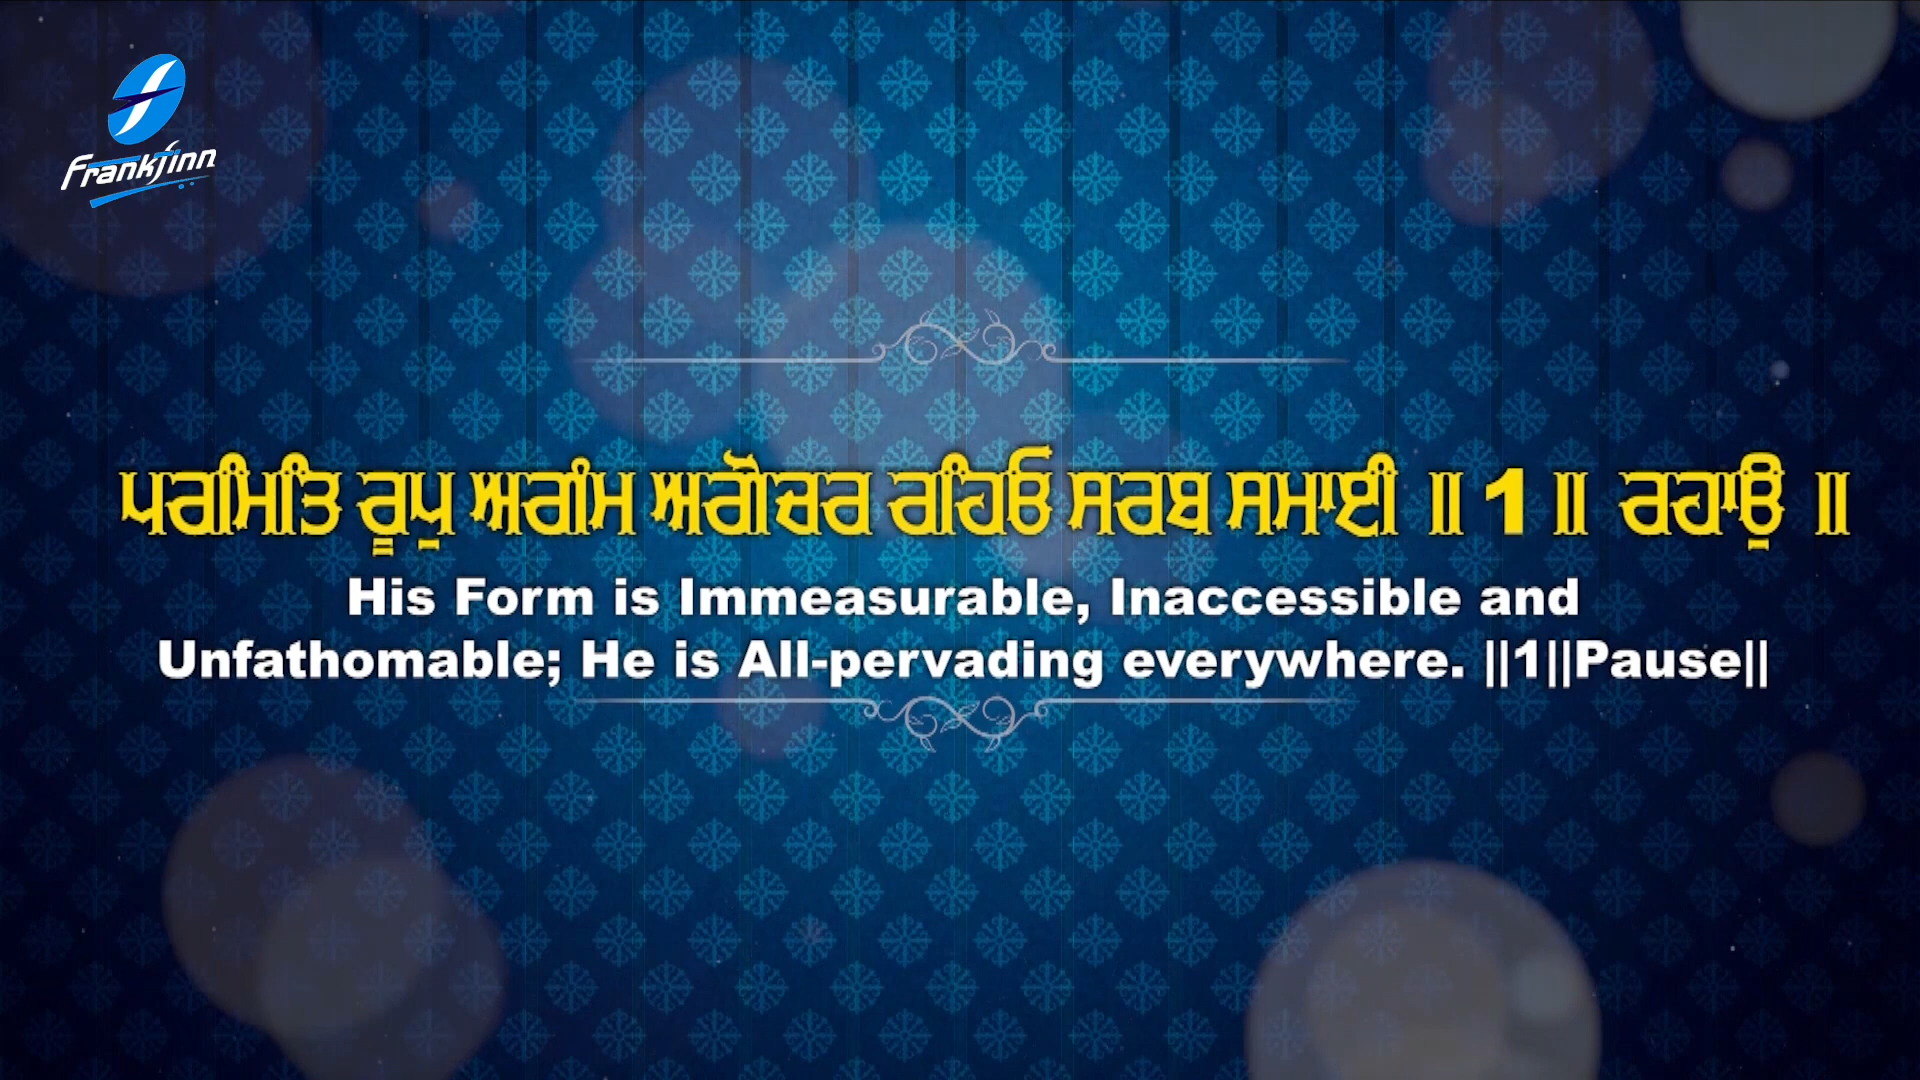 Frankfinn
ਪਰਮਿਤਿ ਰੂਪੁ ਅਗੰਮ ਅਗੋਚਰ ਰਹਿਓ ਸਰਬ ਸਮਾਈ ॥ 1 ॥ ਰਹਾਉ ॥
His Form is Immeasurable, Inaccessible and
Unfathomable; He is All-pervading everywhere. ||1||Pause||